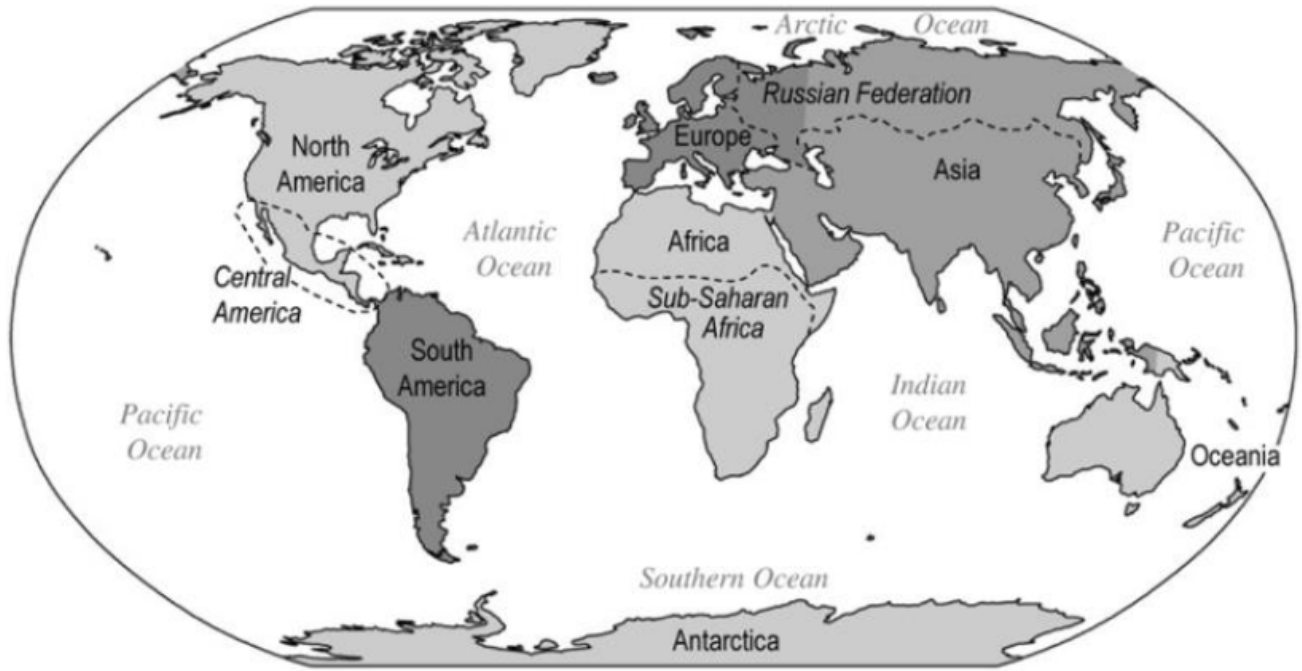 Arctic Ocean
Russian Federation
Europe
North
America
Asia
Atlantic
Ocean
Africa
Pacific
Ocean
Central
America
Sub-Saharan
Africa
South
America
Indian
Ocean
Pacific
Ocean
Oceania
Southern Ocean
Antarctica